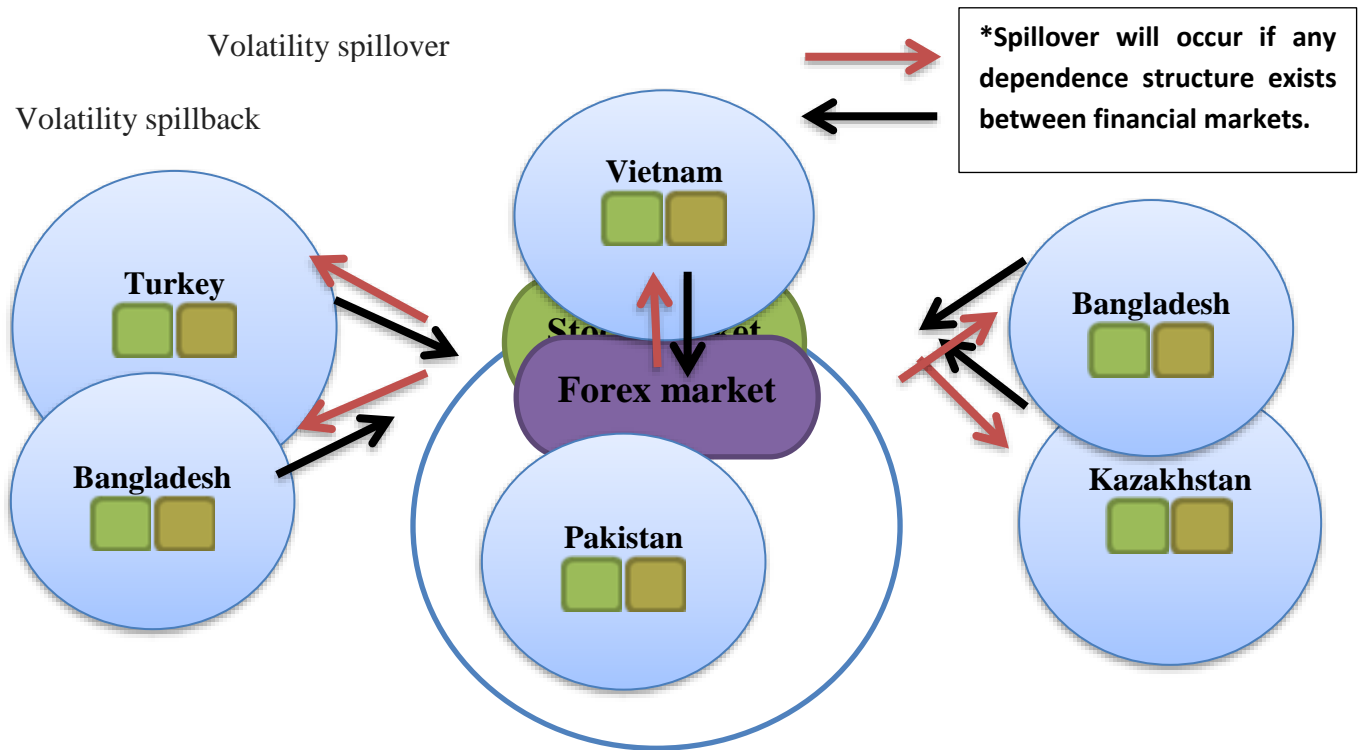 Volatility spillover
Volatility spillback
*Spillover will occur if any
dependence structure exists
between financial markets.
Vietnam
Turkey
Bangladesh
Forex market
Bangladesh
Kazakhstan
Pakistan